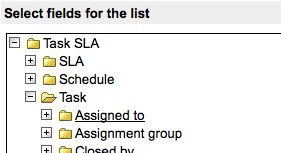 Select fields for the list
Task SLA
SLA
Schedule
Task
Assigned to
Assignment group
Closed by